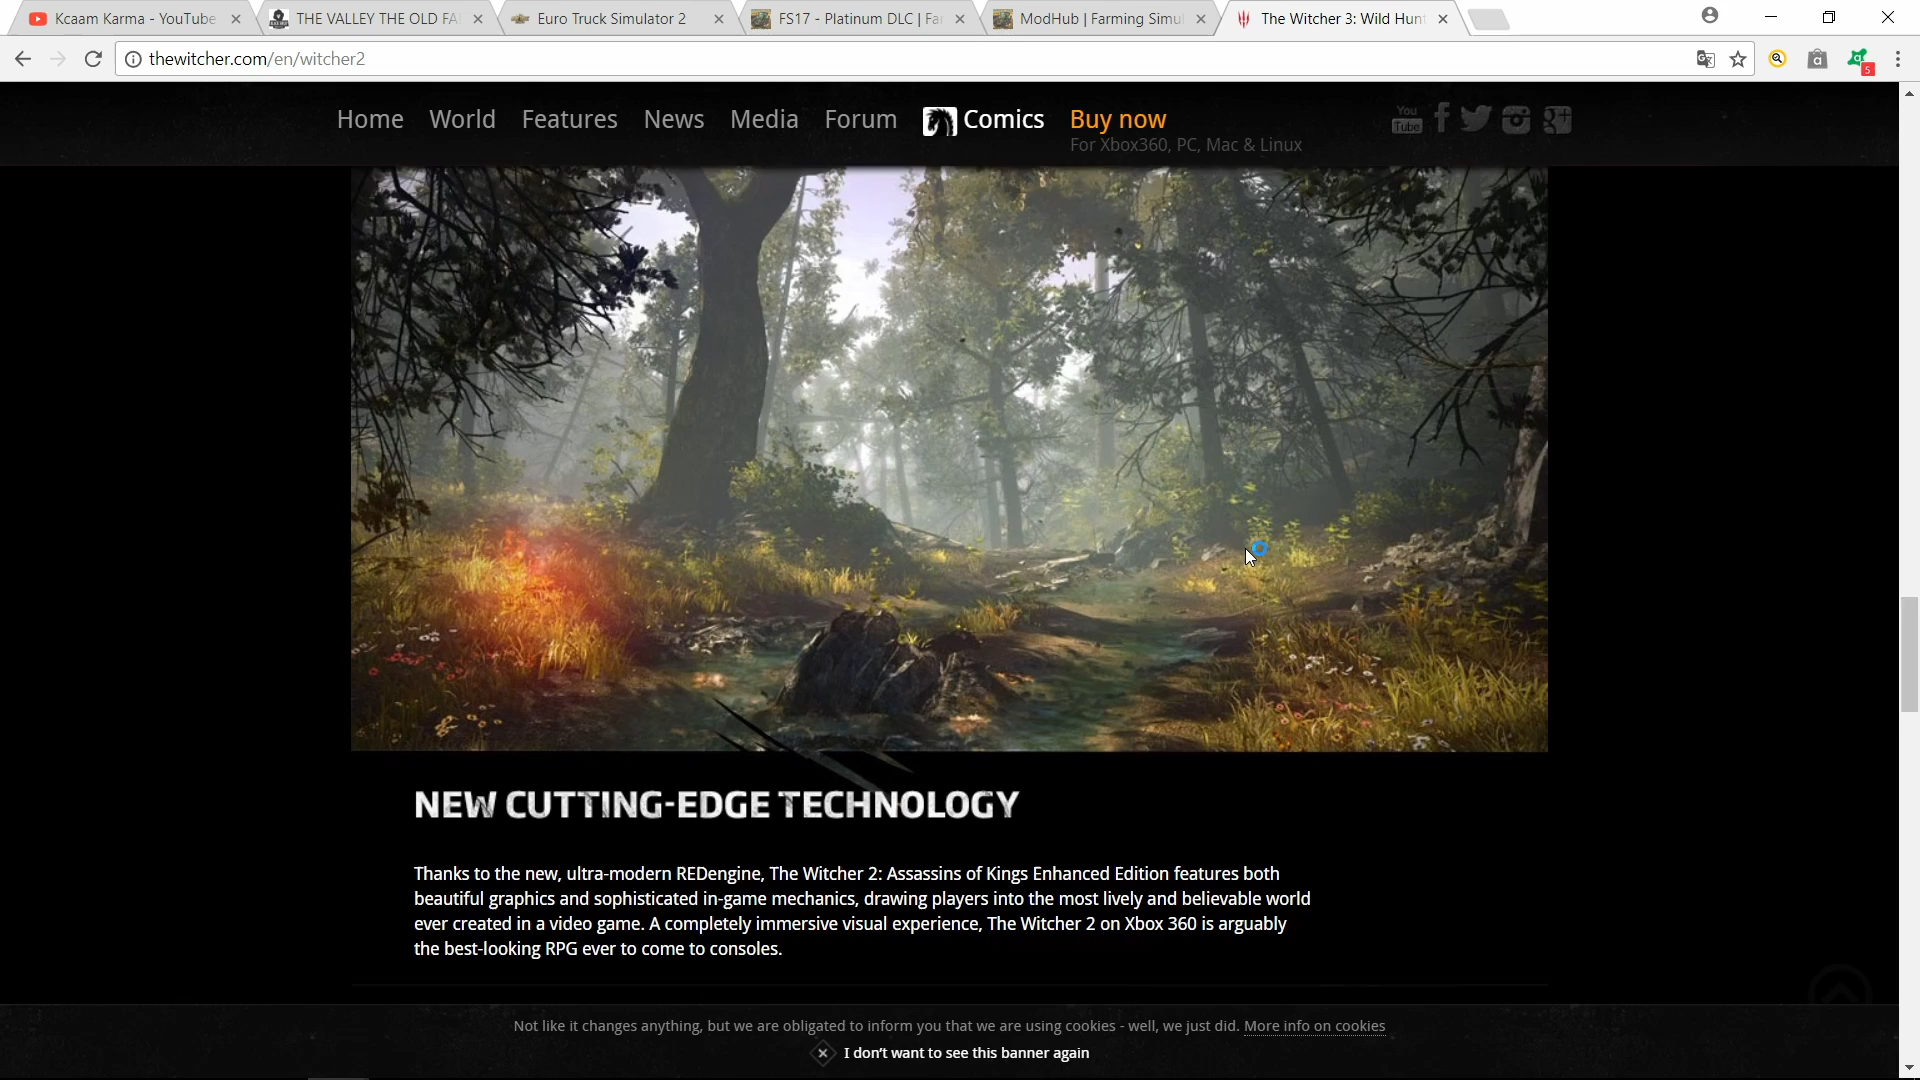 Kcaam Karma - YouTube
THE VALLEY THE OLD FA
Euro Truck Simulator 2
FS17 - Platinum DLC | Fa
ModHub | Farming Simul
The Witcher 3: Wild Hunt
thewitcher.com/en/witcher2
5
Home World Features News Media Forum Comics Buy now
For Xbox360, PC, Mac & Linux
You Tube
NEW CUTTING-EDGE TECHNOLOGY
Thanks to the new, ultra-modern REDengine, The Witcher 2: Assassins of Kings Enhanced Edition features both
beautiful graphics and sophisticated in-game mechanics, drawing players into the most lively and believable world
ever created in a video game. A completely immersive visual experience, The Witcher 2 on Xbox 360 is arguably
the best-looking RPG ever to come to consoles.
Not like it changes anything, but we are obligated to inform you that we are using cookies - well, we just did. More info on cookies
I don't want to see this banner again